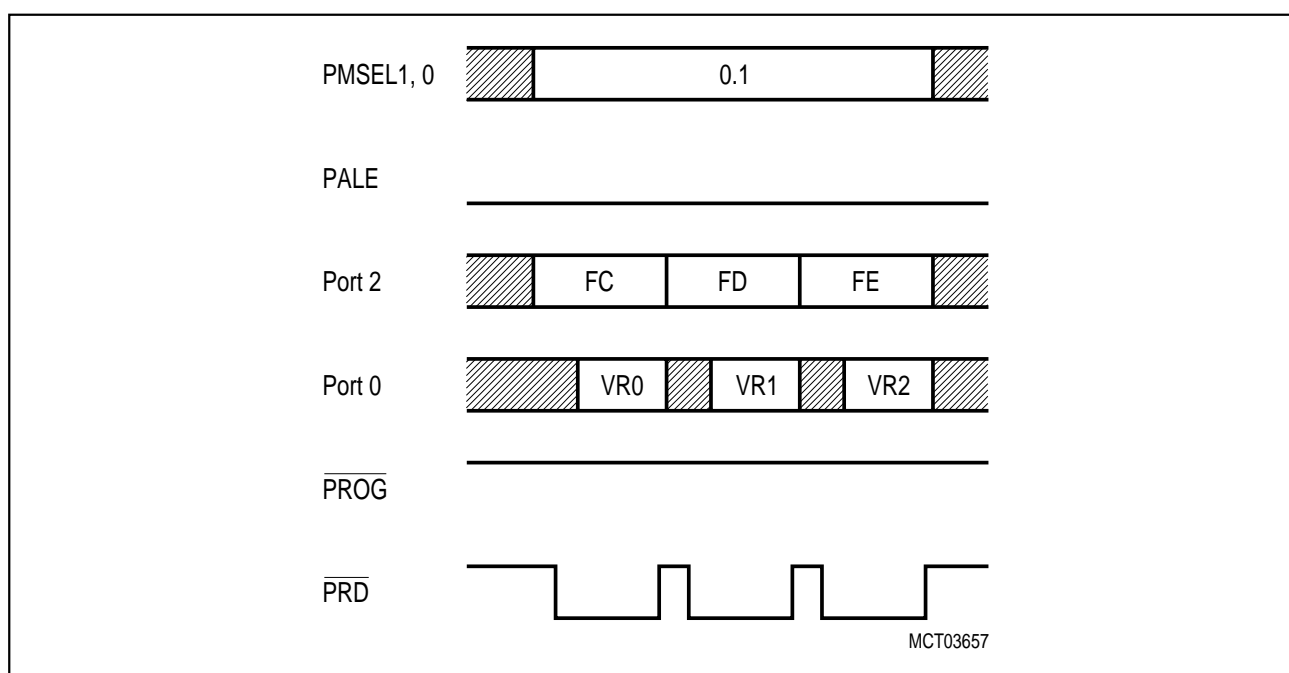 PMSEL1, 0 0.1
PALE
Port 2 FC FD FE
Port 0 VR0 VR1 VR2
PROG
PRD
MCT03657